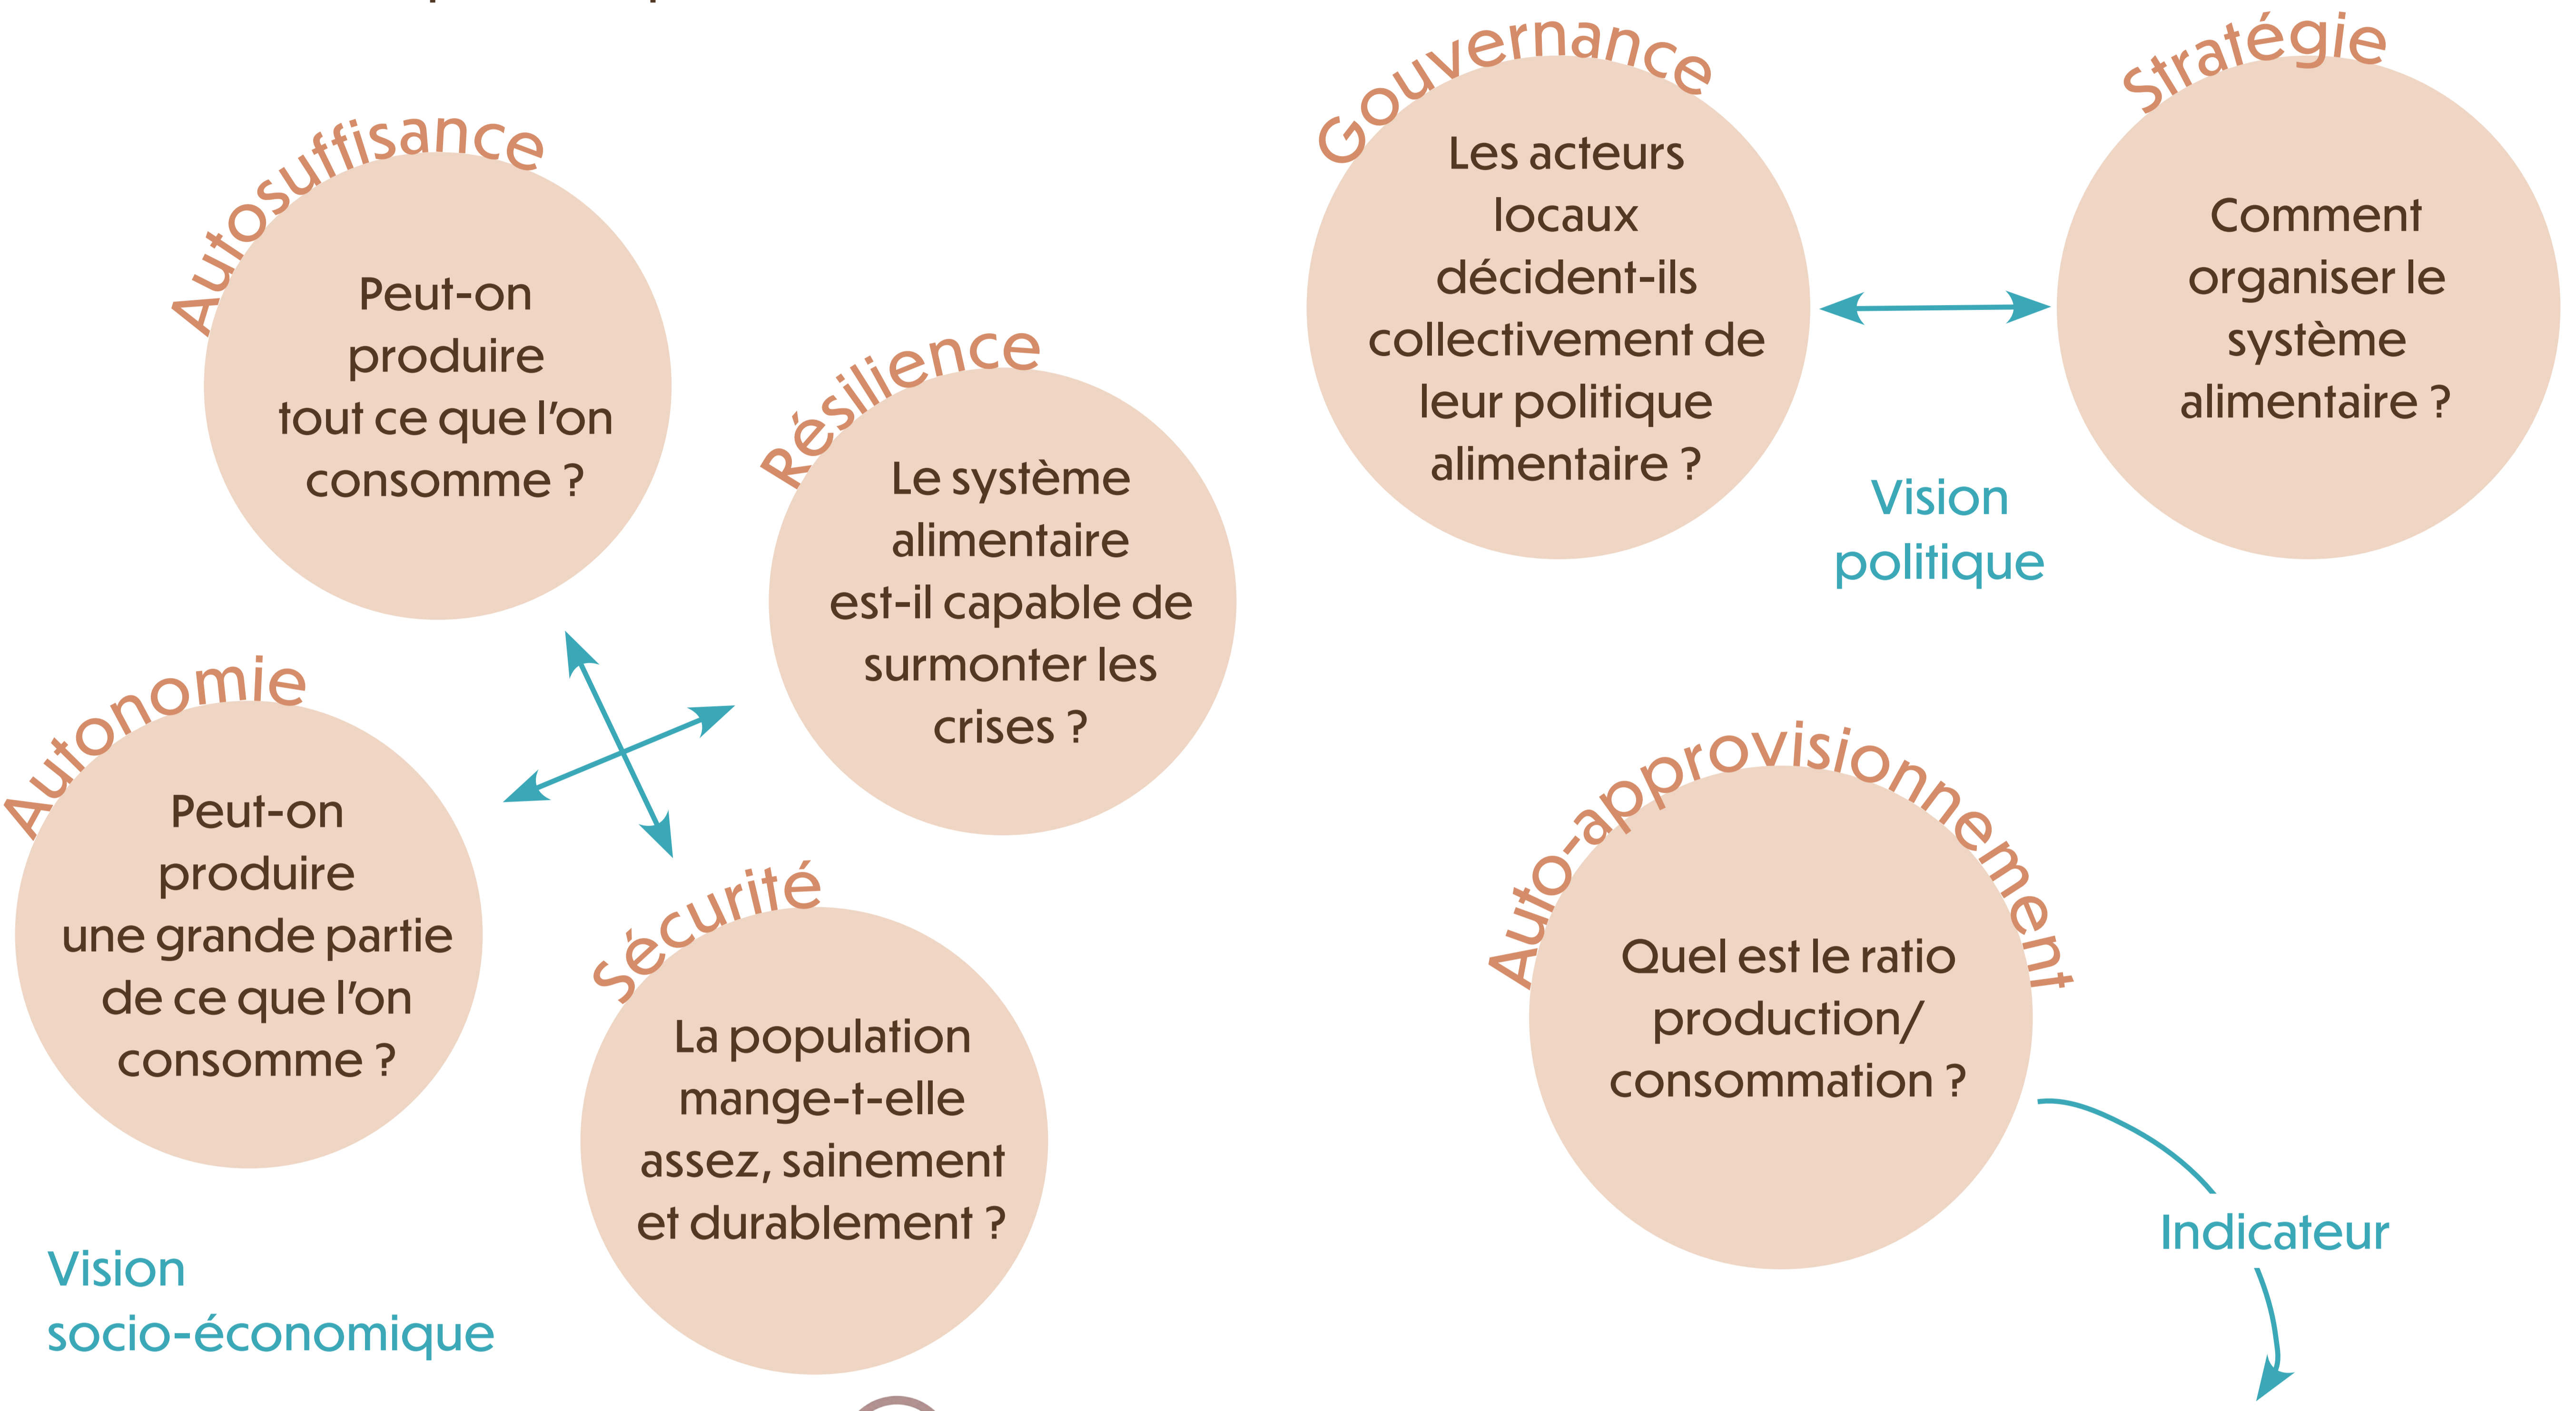 Autosuffisance
Peut-on
produire
tout ce que l’on
consomme ?
Résilience
Le système
alimentaire
est-il capable de
surmonter les
crises ?
Autonomie
Peut-on
produire
une grande partie
de ce que l’on
consomme ?
Sécurité
La population
mange-t-elle
assez, sainement
et durablement ?
Vision
socio-économique
Gouvernance
Les acteurs
locaux
décident-ils
collectivement de
leur politique
alimentaire ?
Stratégie
Comment
organiser le
système
alimentaire ?
Vision
politique
Auto-approvisionnement
Quel est le ratio
production/
consommation ?
Indicateur